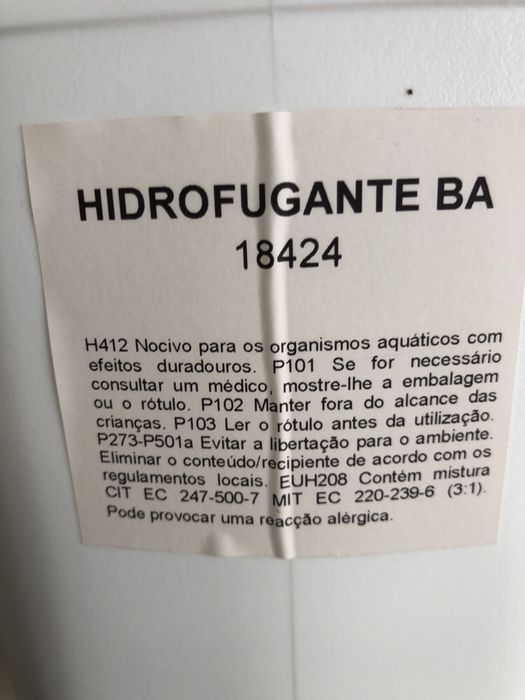 HIDROFUGANTE BA
18424
H412 Nocivo para os organismos aquáticos com
efeitos duradouros. P101 Se for necessário
consultar um médico, mostre-lhe a embalagem
ou o rótulo. P102 Manter fora do alcance das
crianças. P103 Ler o rótulo antes da utilização.
P273-P501a Evitar a libertação para o ambiente.
Eliminar o conteúdo/recipiente de acordo com os
regulamentos locais. EUH208 Contém mistura
CIT EC 247-500-7 MIT EC 220-239-6 (3:1).
Pode provocar uma reacção alérgica.